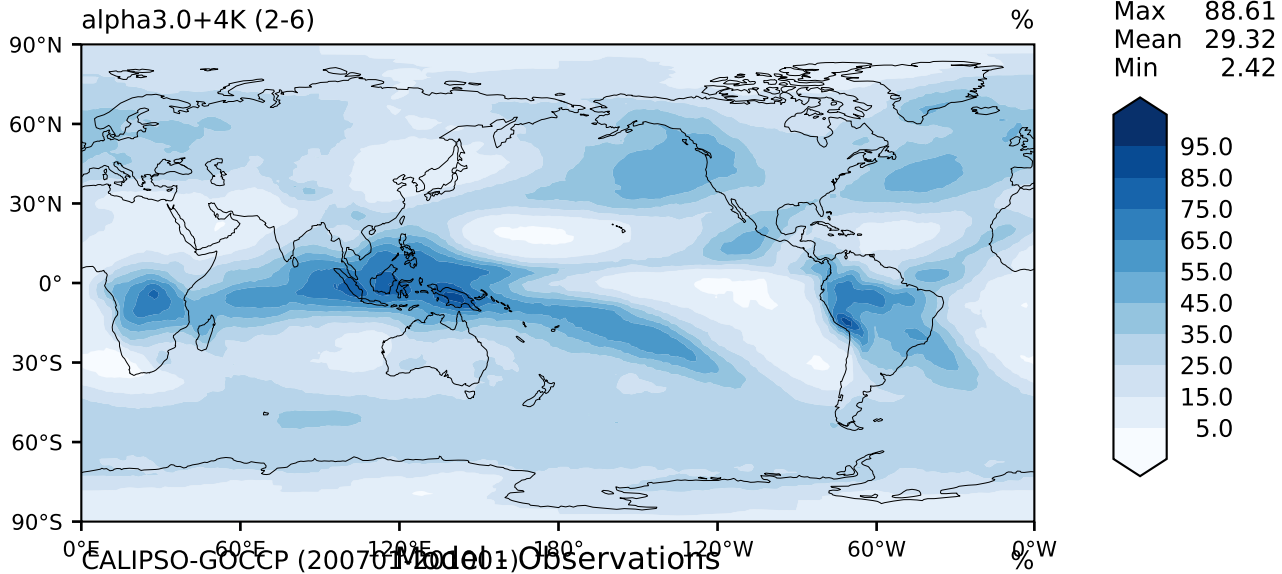 alpha3.0+4K (2-6) %
Max 88.61
Mean 29.32
Min 2.42
90°N
60°N
30°N
0°
30°S
60°S
90°S
95.0
85.0
75.0
65.0
55.0
45.0
35.0
25.0
15.0
5.0
0°E 60°E 120°E 180° 120°W 60°W 0°W
CALIPSO-GOCCP Model - Observations %